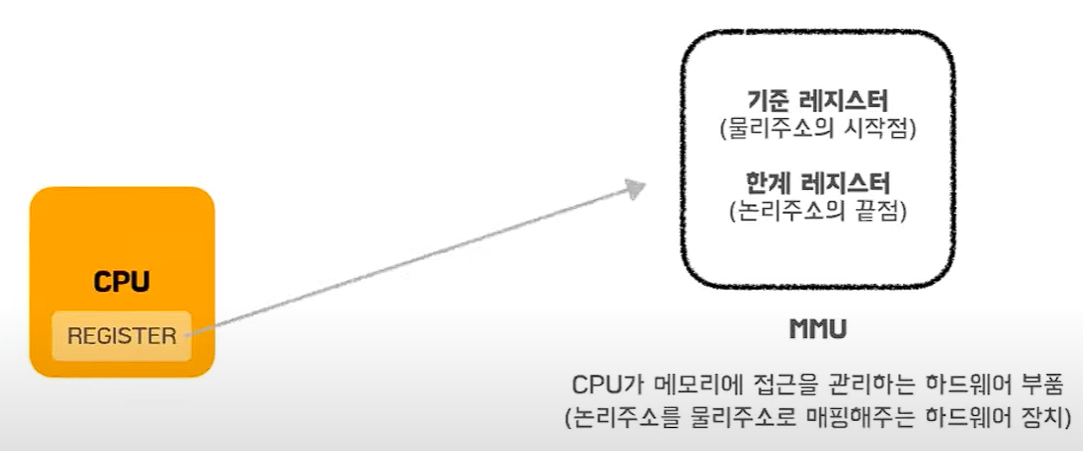 기준 레지스터
(물리주소의 시작점)
한계 레지스터
(논리주소의 끝점)
CPU
REGISTER
MMU
CPU가 메모리에 접근을 관리하는 하드웨어 부품
(논리주소를 물리주소로 매핑해주는 하드웨어 장치)